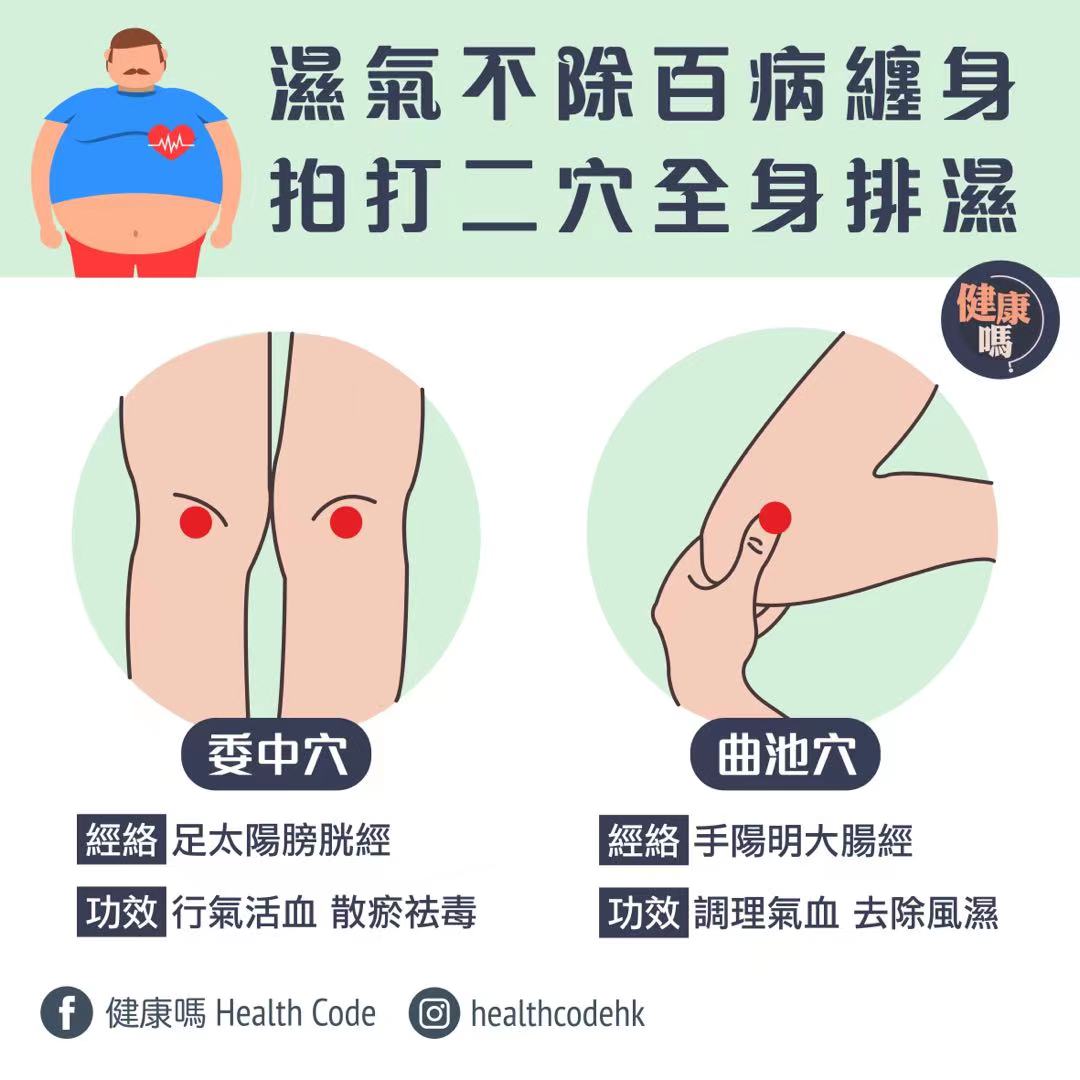 濕氣不除百病纏身
拍打二穴全身排濕
健康
嗎
委中穴
經絡 足太陽膀胱經
功效 行氣活血 散瘀袪毒
曲池穴
經絡 手陽明大腸經
功效 調理氣血 去除風濕
健康嗎 Health Code
healthcodehk